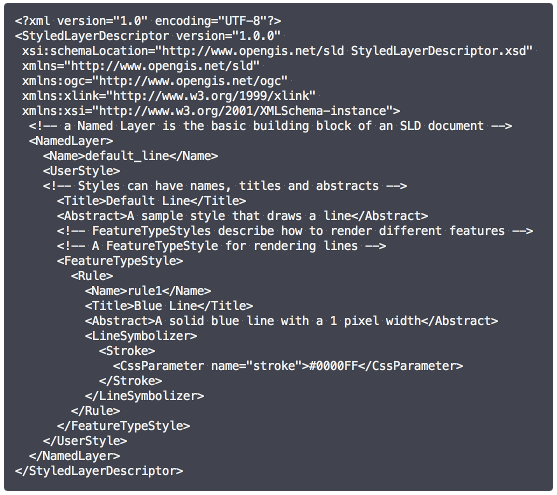 <?xml version="1.0" encoding="UTF-8"?>
<StyledLayerDescriptor version="1.0.0"
 xsi:schemaLocation="http://www.opengis.net/sld StyledLayerDescriptor.xsd"
 xmlns="http://www.opengis.net/sld"
 xmlns:ogc="http://www.opengis.net/ogc"
 xmlns:xlink="http://www.w3.org/1999/xlink"
 xmlns:xsi="http://www.w3.org/2001/XMLSchema-instance">
  <!-- a Named Layer is the basic building block of an SLD document -->
  <NamedLayer>
    <Name>default_line</Name>
    <UserStyle>
    <!-- Styles can have names, titles and abstracts -->
      <Title>Default Line</Title>
      <Abstract>A sample style that draws a line</Abstract>
      <!-- FeatureTypeStyles describe how to render different features -->
      <!-- A FeatureTypeStyle for rendering lines -->
      <FeatureTypeStyle>
        <Rule>
          <Name>rule1</Name>
          <Title>Blue Line</Title>
          <Abstract>A solid blue line with a 1 pixel width</Abstract>
          <LineSymbolizer>
            <Stroke>
              <CssParameter name="stroke">#0000FF</CssParameter>
            </Stroke>
          </LineSymbolizer>
        </Rule>
      </FeatureTypeStyle>
    </UserStyle>
  </NamedLayer>
</StyledLayerDescriptor>